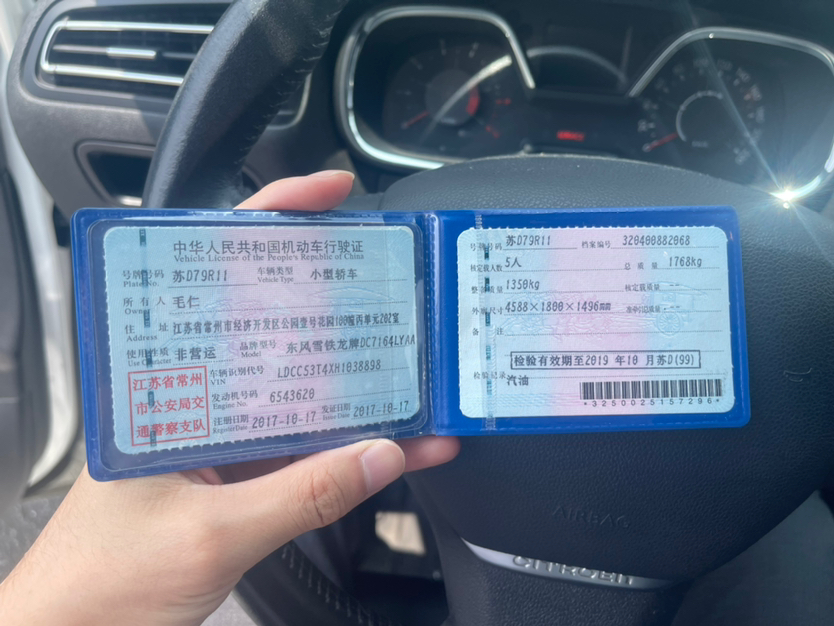 中华人民共和国机动车行驶证
Vehicle License of the People's Republic of China
号牌号码 苏D79R11 车辆类型 小型轿车
Plate No. Vehicle Type
所有人 毛仁
Owner
住址 江苏省常州市经济开发区公园壹号花园100幢丙单元202室
Address
使用性质 非营运 品牌型号 东风雪铁龙牌DC7164LYAA
Use Character Model
江苏省常州
市公安局交
通警察支队
车辆识别代号 LDCC53T4XH1038898
VIN
发动机号码 6543620
Engine No.
注册日期 2017-10-17 发证日期 2017-10-17
Register Date Issue Date
号牌号码 苏D79R11 档案编号 320400882068
核定载人数 5人 总质量 1768kg
整备质量 1350kg 核定载质量 --
外廓尺寸 4588×1800×1496mm 准牵引总质量 --
备注
检验有效期至2019 年10 月苏D(99)
检验记录 汽油
*3250025157296*
AIRBAG
CITROËN